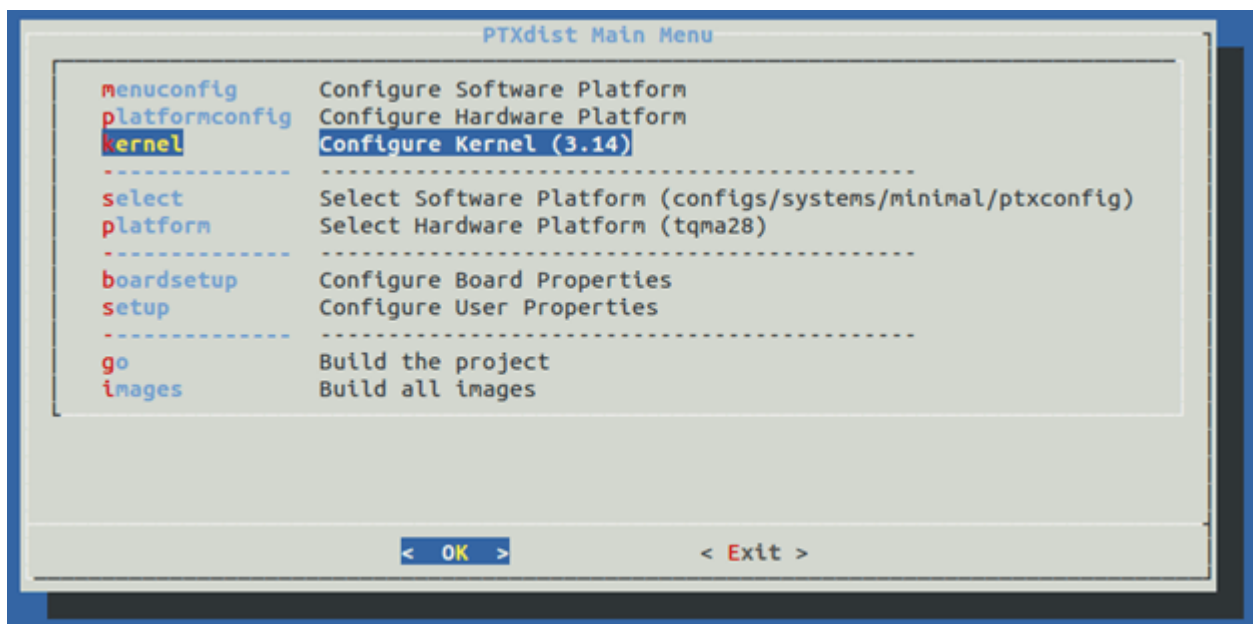 PTXdist Main Menu
menuconfig Configure Software Platform
platformconfig Configure Hardware Platform
kernel Configure Kernel (3.14)
------------- --------------------------------------------
select Select Software Platform (configs/systems/minimal/ptxconfig)
platform Select Hardware Platform (tqma28)
------------- --------------------------------------------
boardsetup Configure Board Properties
setup Configure User Properties
------------- --------------------------------------------
go Build the project
images Build all images
< OK > < Exit >